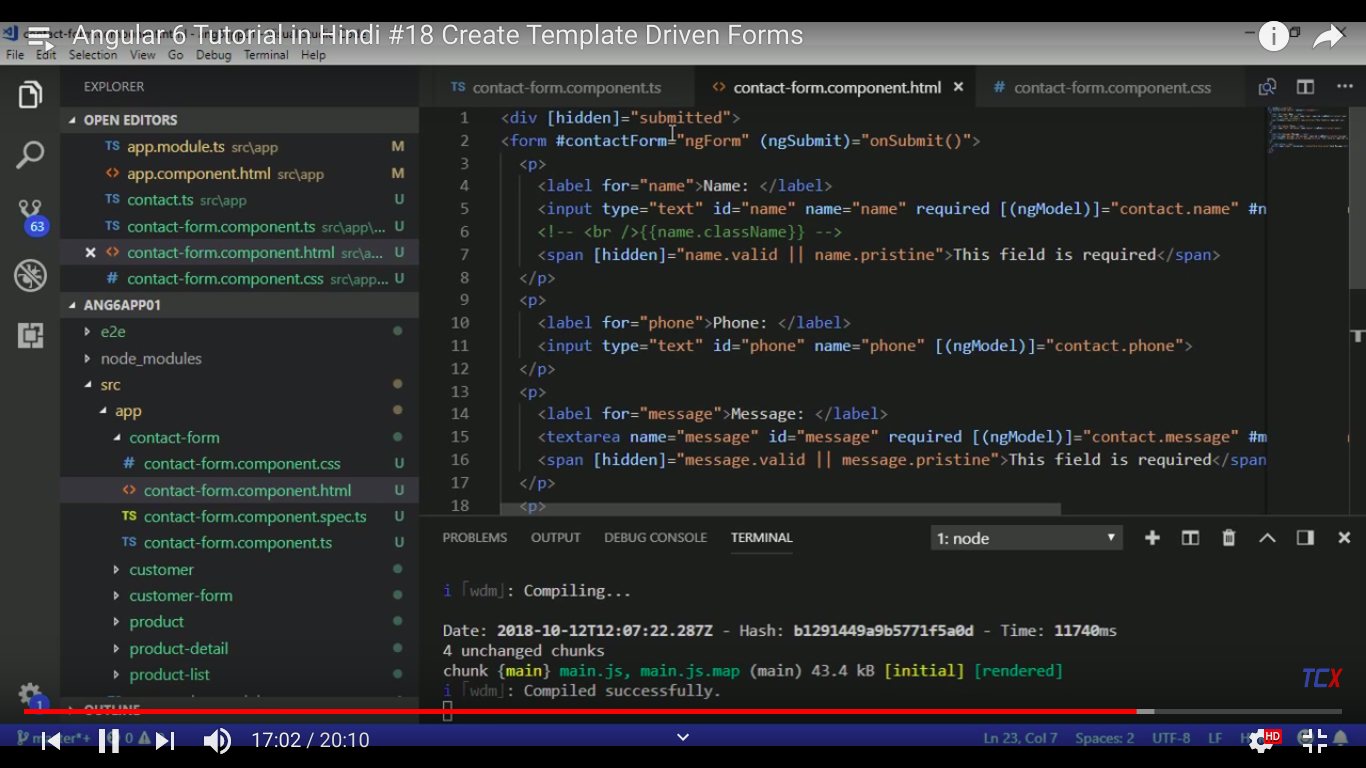 Angular 6 Tutorial in Hindi #18 Create Template Driven Forms
File Edit Selection View Go Debug Terminal Help
EXPLORER
OPEN EDITORS
TS app.module.ts src\app M
<> app.component.html src\app M
TS contact.ts src\app U
TS contact-form.component.ts src\app\... U
<> contact-form.component.html src\a... U
# contact-form.component.css src\app... U
63
ANG6APP01
e2e
node_modules
src
app
contact-form
# contact-form.component.css U
<> contact-form.component.html U
TS contact-form.component.spec.ts U
TS contact-form.component.ts U
customer
customer-form
product
product-detail
product-list
OUTLINE
1
TS contact-form.component.ts
<> contact-form.component.html ×
# contact-form.component.css
1 <div [hidden]="submitted">
2 <form #contactForm="ngForm" (ngSubmit)="onSubmit()">
3 <p>
4 <label for="name">Name: </label>
5 <input type="text" id="name" name="name" required [(ngModel)]="contact.name" #n
6 <!-- <br />{{name.className}} -->
7 <span [hidden]="name.valid || name.pristine">This field is required</span>
8 </p>
9 <p>
10 <label for="phone">Phone: </label>
11 <input type="text" id="phone" name="phone" [(ngModel)]="contact.phone">
12 </p>
13 <p>
14 <label for="message">Message: </label>
15 <textarea name="message" id="message" required [(ngModel)]="contact.message" #m
16 <span [hidden]="message.valid || message.pristine">This field is required</span
17 </p>
18 <p>
PROBLEMS OUTPUT DEBUG CONSOLE TERMINAL 1: node
i ｢wdm｣: Compiling...
Date: 2018-10-12T12:07:22.287Z - Hash: b1291449a9b5771f5a0d - Time: 11740ms
4 unchanged chunks
chunk {main} main.js, main.js.map (main) 43.4 kB [initial] [rendered]
i ｢wdm｣: Compiled successfully.
TCX
17:02 / 20:10
Ln 23, Col 7 Spaces: 2 UTF-8 LF
HD